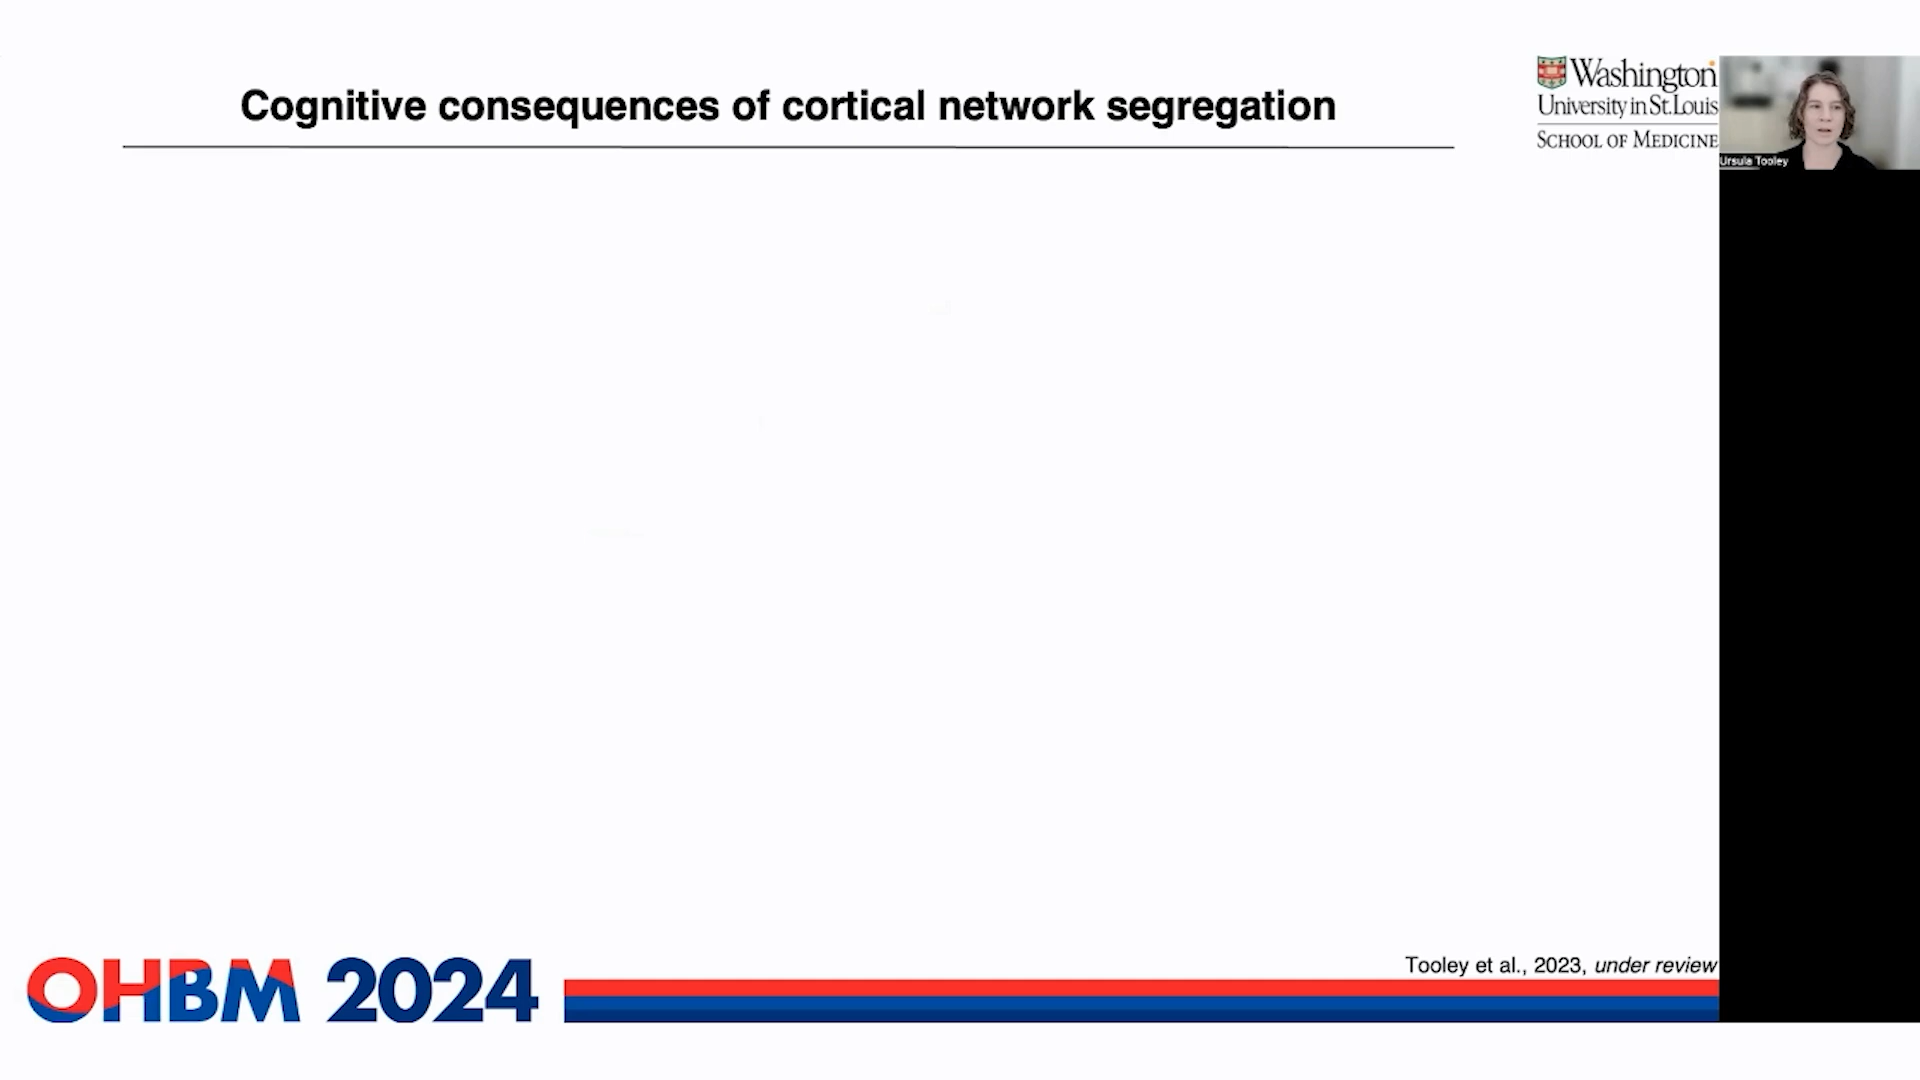 Cognitive consequences of cortical network segregation
Washington
University in St. Louis
SCHOOL OF MEDICINE
Ursula Tooley
Tooley et al., 2023, under review
OHBM 2024